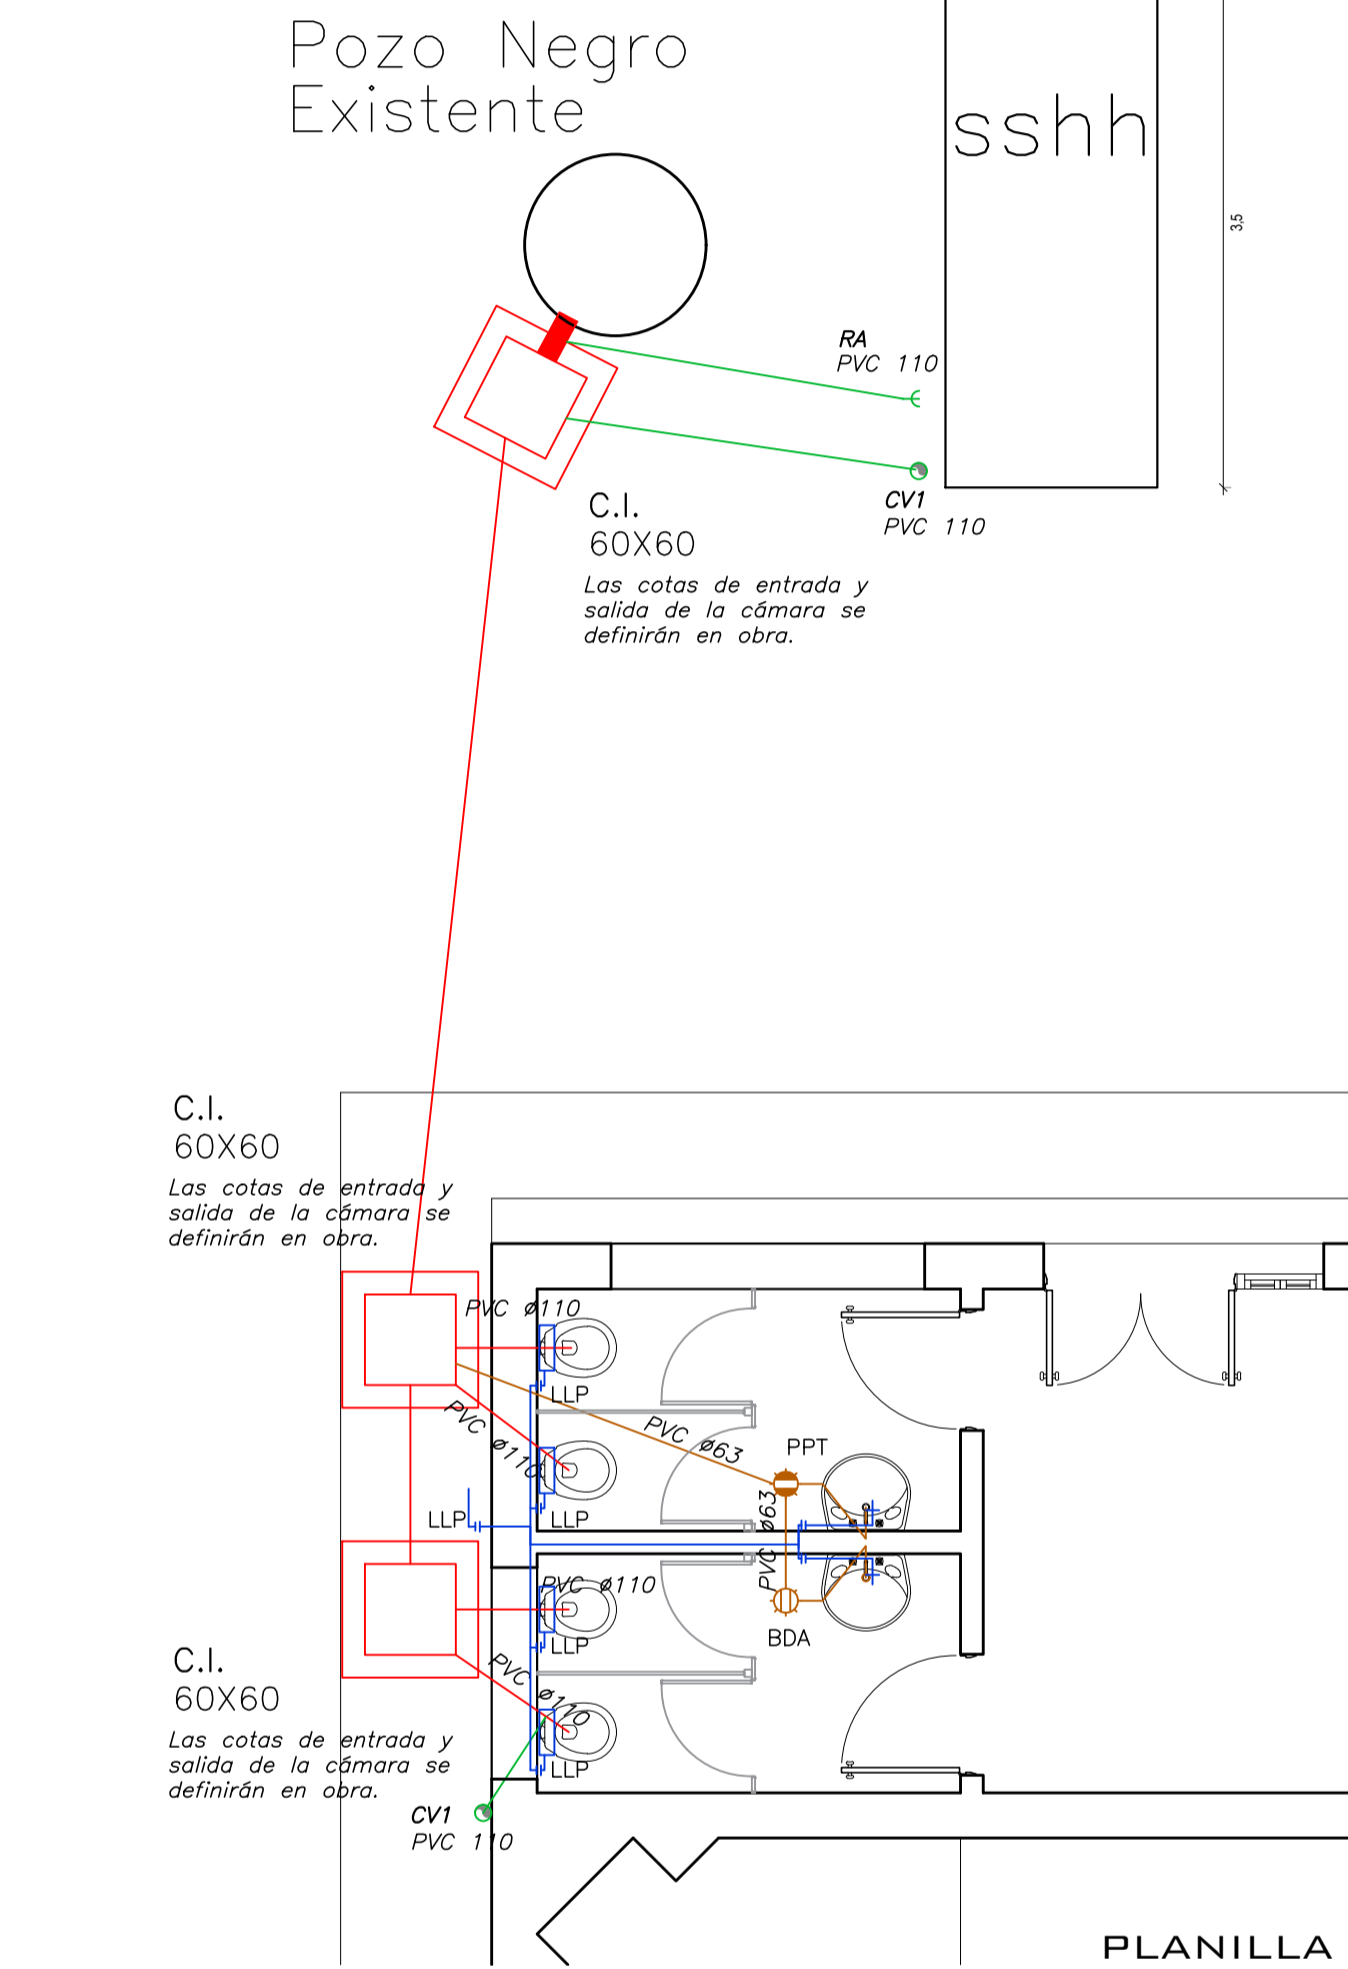 Pozo Negro
Existente
sshh
3,5
RA
PVC 110
CV1
PVC 110
C.I.
60X60
Las cotas de entrada y
salida de la cámara se
definirán en obra.
C.I.
60X60
Las cotas de entrada y
salida de la cámara se
definirán en obra.
PVC ø110
LLP
PVC ø110
PVC ø63
PPT
LLP
LLP
PVC ø63
PVC ø110
BDA
LLP
C.I.
60X60
PVC ø110
Las cotas de entrada y
salida de la cámara se
definirán en obra.
LLP
CV1
PVC 110
PLANILLA